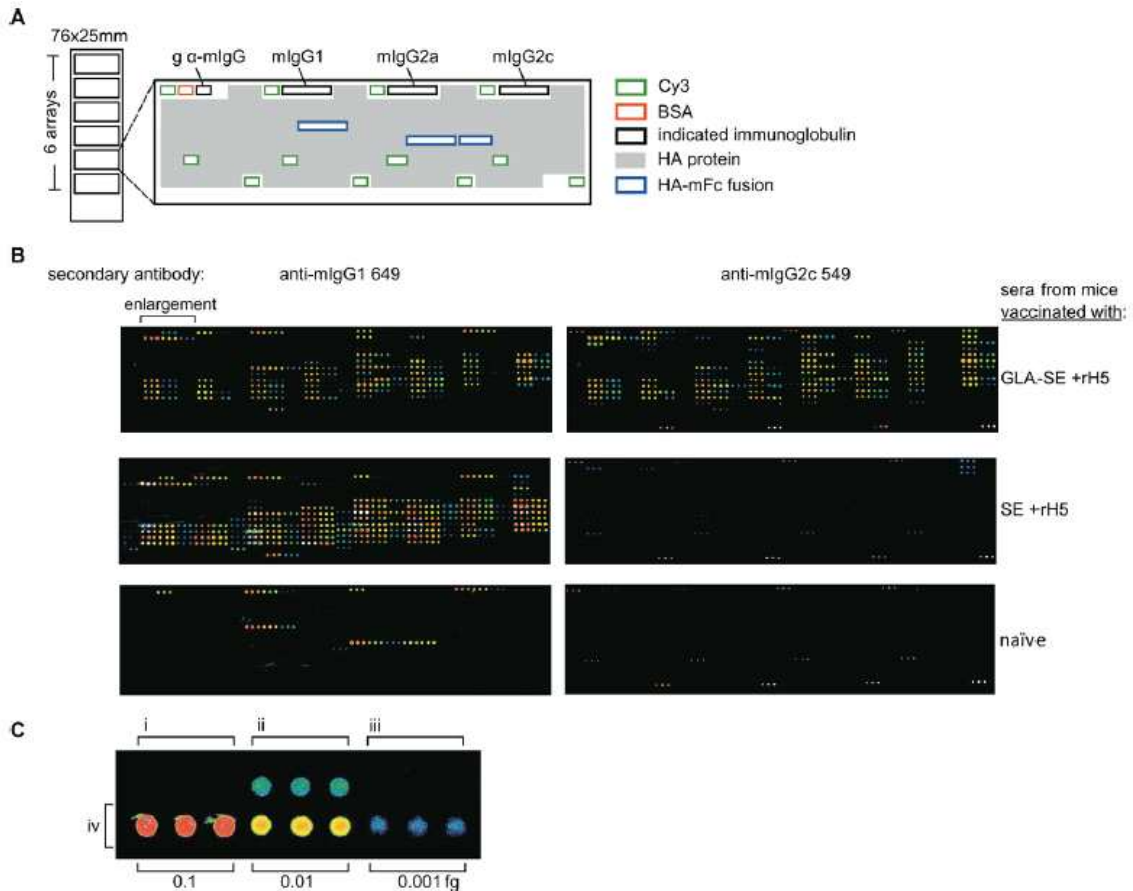 A
76x25mm
6 arrays
g α-mIgG
mIgG1
mIgG2a
mIgG2c
Cy3
BSA
indicated immunoglobulin
HA protein
HA-mFc fusion
B
secondary antibody:
anti-mIgG1 649
anti-mIgG2c 549
sera from mice
vaccinated with:
enlargement
GLA-SE +rH5
SE +rH5
naïve
C
i
ii
iii
iv
0.1
0.01
0.001 fg